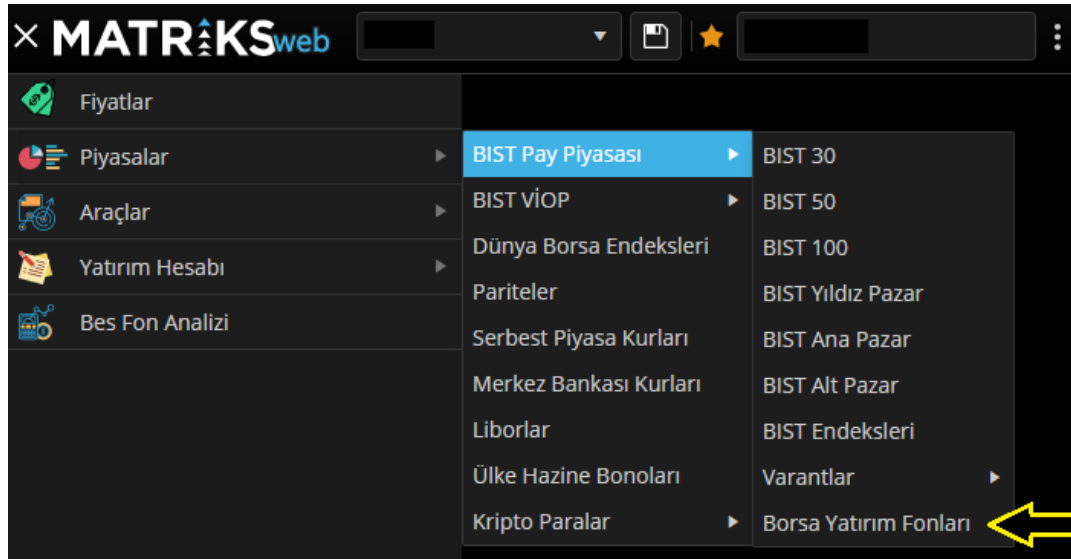 MATRİKSweb
Fiyatlar
Piyasalar
Araçlar
Yatırım Hesabı
Bes Fon Analizi
BIST Pay Piyasası
BIST VİOP
Dünya Borsa Endeksleri
Pariteler
Serbest Piyasa Kurları
Merkez Bankası Kurları
Liborlar
Ülke Hazine Bonoları
Kripto Paralar
BIST 30
BIST 50
BIST 100
BIST Yıldız Pazar
BIST Ana Pazar
BIST Alt Pazar
BIST Endeksleri
Varantlar
Borsa Yatırım Fonları